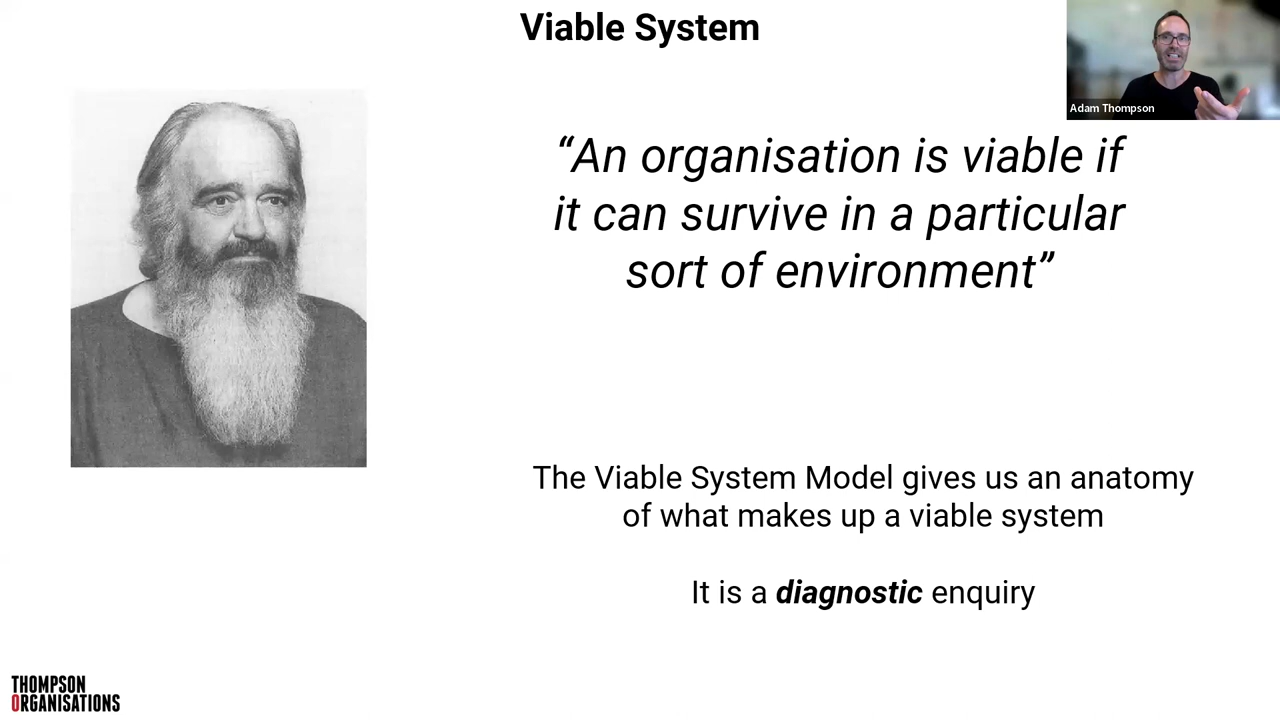 Viable System
Adam Thompson
“An organisation is viable if
it can survive in a particular
sort of environment”
The Viable System Model gives us an anatomy
of what makes up a viable system
It is a diagnostic enquiry
THOMPSON
ORGANISATIONS